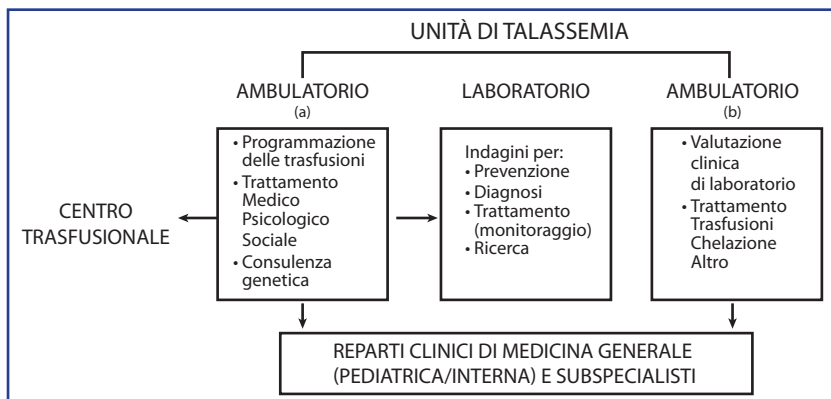 UNITÀ DI TALASSEMIA
AMBULATORIO
(a)
• Programmazione
delle trasfusioni
• Trattamento
Medico
Psicologico
Sociale
• Consulenza
genetica
LABORATORIO
Indagini per:
• Prevenzione
• Diagnosi
• Trattamento
(monitoraggio)
• Ricerca
AMBULATORIO
(b)
• Valutazione
clinica
di laboratorio
• Trattamento
Trasfusioni
Chelazione
Altro
CENTRO
TRASFUSIONALE
REPARTI CLINICI DI MEDICINA GENERALE
(PEDIATRICA/INTERNA) E SUBSPECIALISTI